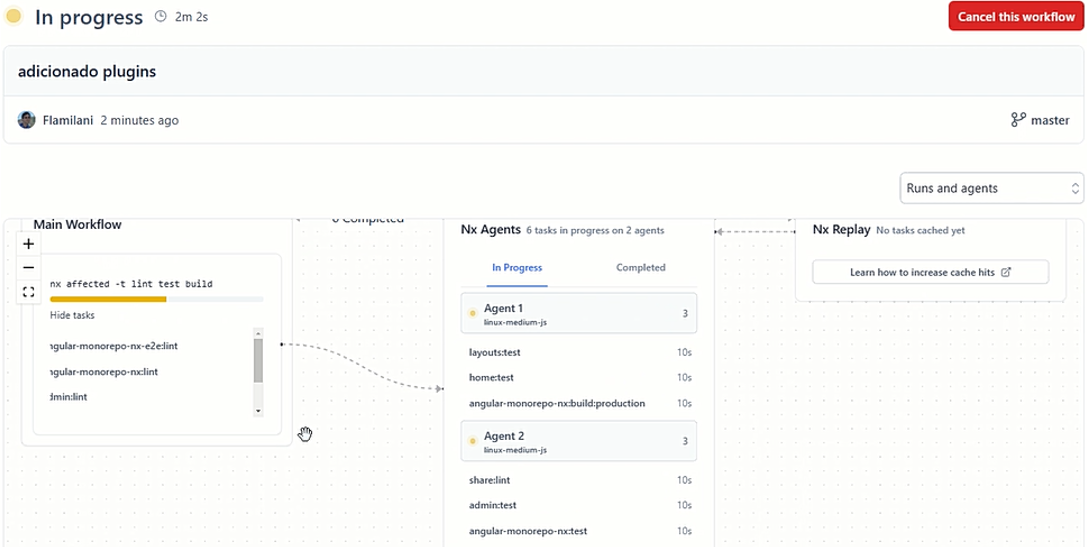 In progress 2m 2s
Cancel this workflow
adicionado plugins
Flamilani 2 minutes ago
master
Runs and agents
Main Workflow
nx affected -t lint test build
Hide tasks
ngular-monorepo-nx-e2e:lint
ngular-monorepo-nx:lint
dmin:lint
Completed
Nx Agents 6 tasks in progress on 2 agents
In Progress
Completed
Agent 1
linux-medium-js
3
layouts:test 10s
home:test 10s
angular-monorepo-nx:build:production 10s
Agent 2
linux-medium-js
3
share:lint 10s
admin:test 10s
angular-monorepo-nx:test 10s
Nx Replay No tasks cached yet
Learn how to increase cache hits